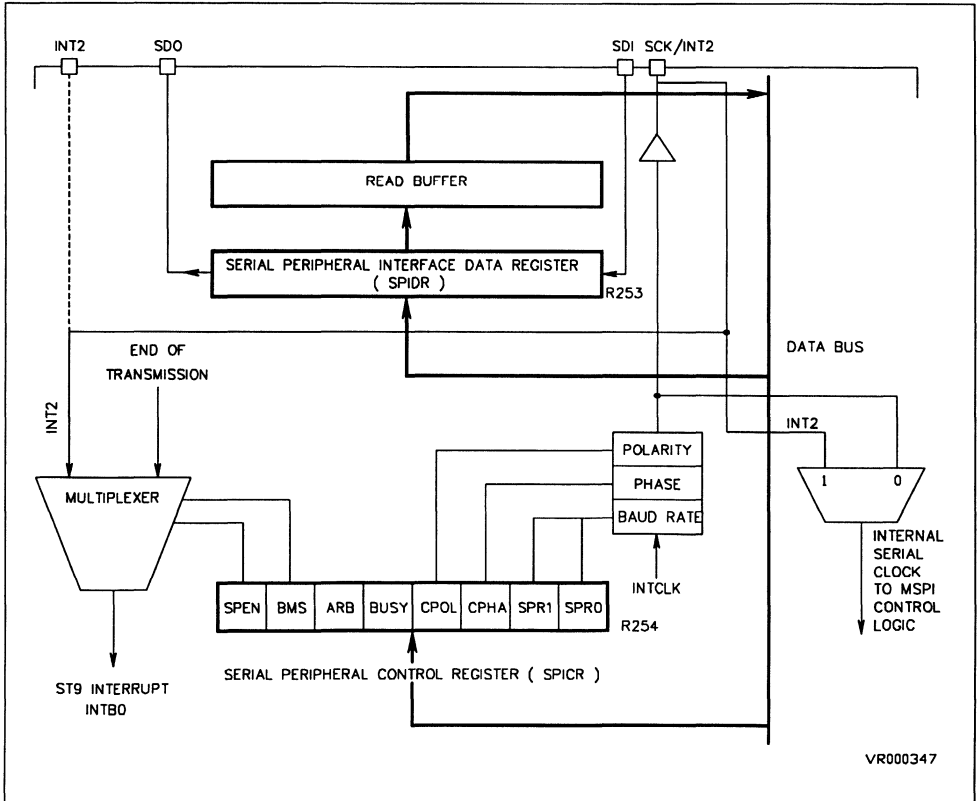 INT2 SDO SDI SCK/INT2
READ BUFFER
SERIAL PERIPHERAL INTERFACE DATA REGISTER
( SPIDR )
R253
END OF
TRANSMISSION
DATA BUS
INT2
INT2
POLARITY
PHASE
BAUD RATE
MULTIPLEXER
1 0
INTCLK
INTERNAL
SERIAL
CLOCK
TO MSPI
CONTROL
LOGIC
SPEN BMS ARB BUSY CPOL CPHA SPR1 SPR0
R254
SERIAL PERIPHERAL CONTROL REGISTER ( SPICR )
ST9 INTERRUPT
INTB0
VR000347